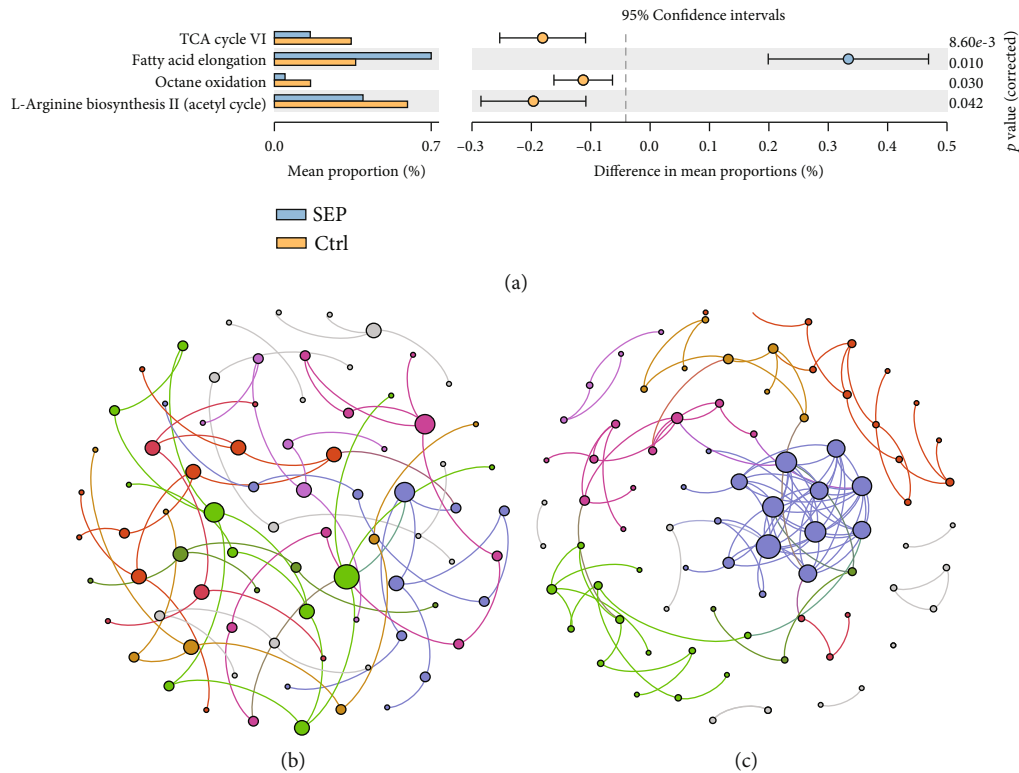 95% Confidence intervals
TCA cycle VI
8.60e-3
Fatty acid elongation
0.010
Octane oxidation
0.030
L-Arginine biosynthesis II (acetyl cycle)
0.042
p value (corrected)
0.0 0.7 –0.3 –0.2 –0.1 0.0 0.1 0.2 0.3 0.4 0.5
Mean proportion (%) Difference in mean proportions (%)
SEP
Ctrl
(a)
(b) (c)